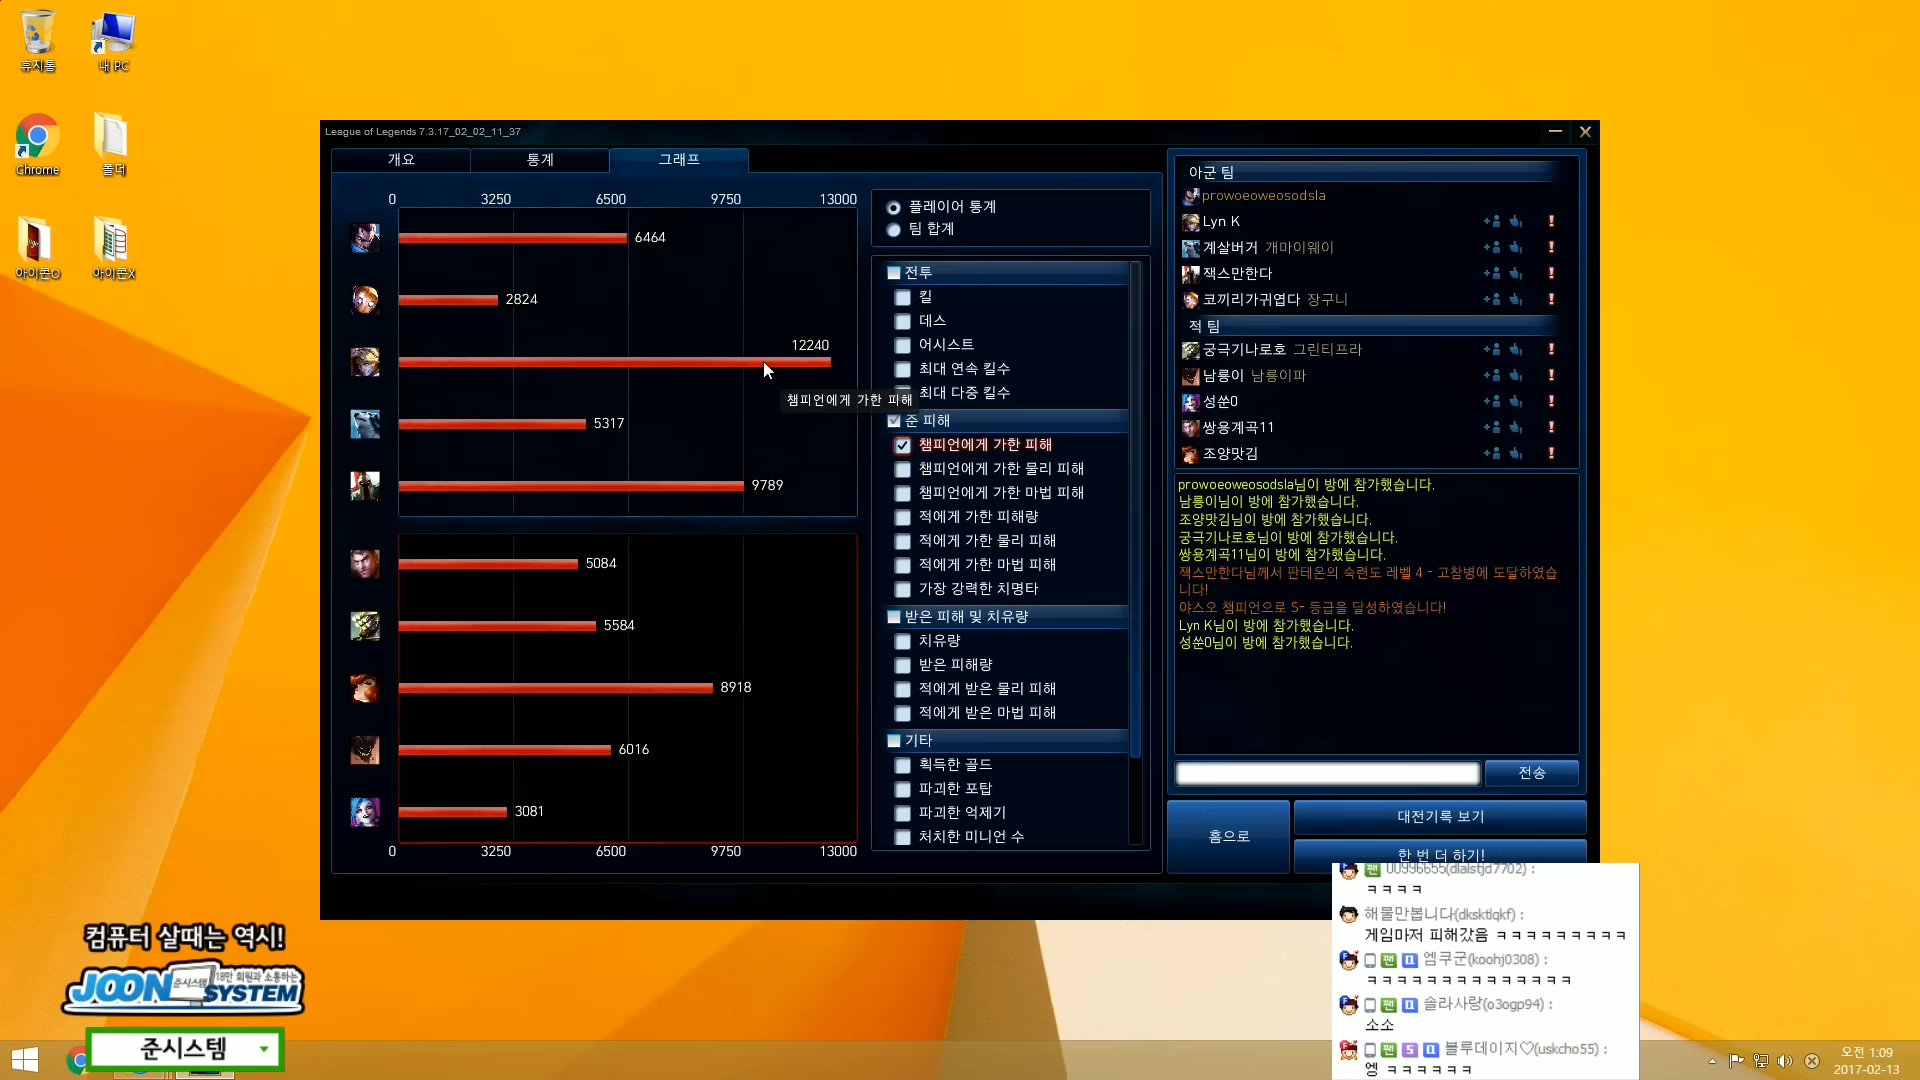 휴지통
내 PC
Chrome
폴더
아이콘O
아이콘X
League of Legends 7.3.17_02_02_11_37
개요
통계
그래프
0 3250 6500 9750 13000
6464
2824
12240
5317
9789
5084
5584
8918
6016
3081
0 3250 6500 9750 13000
챔피언에게 가한 피해
플레이어 통계
팀 합계
전투
킬
데스
어시스트
최대 연속 킬수
최대 다중 킬수
준 피해
챔피언에게 가한 피해
챔피언에게 가한 물리 피해
챔피언에게 가한 마법 피해
적에게 가한 피해량
적에게 가한 물리 피해
적에게 가한 마법 피해
가장 강력한 치명타
받은 피해 및 치유량
치유량
받은 피해량
적에게 받은 물리 피해
적에게 받은 마법 피해
기타
획득한 골드
파괴한 포탑
파괴한 억제기
처치한 미니언 수
아군 팀
prowoeoweosodsla
Lyn K
계살버거 개마이웨이
잭스만한다
코끼리가귀엽다 장구니
적 팀
궁극기나로호 그린티프라
남룡이 남룡이파
성쑨0
쌍용계곡11
조양맛김
prowoeoweosodsla님이 방에 참가했습니다.
남룡이님이 방에 참가했습니다.
조양맛김님이 방에 참가했습니다.
궁극기나로호님이 방에 참가했습니다.
쌍용계곡11님이 방에 참가했습니다.
잭스만한다님께서 판테온의 숙련도 레벨 4 - 고참병에 도달하였습
니다!
야스오 챔피언으로 S- 등급을 달성하였습니다!
Lyn K님이 방에 참가했습니다.
성쑨0님이 방에 참가했습니다.
전송
홈으로
대전기록 보기
한 번 더 하기!
팬 00996655(dlalstjd7702) :
ㅋㅋㅋㅋ
해물만봅니다(dksktlqkf) :
게임마저 피해갔음 ㅋㅋㅋㅋㅋㅋㅋㅋㅋ
팬 엠쿠군(koohj0308) :
ㅋㅋㅋㅋㅋㅋㅋㅋㅋㅋㅋㅋㅋㅋ
팬 솔라사랑(o3ogp94) :
소소
팬 S 블루데이지♡(uskcho55) :
엥 ㅋㅋㅋㅋㅋㅋ
컴퓨터 살때는 역시!
JOON 준시스템 18만 회원과 소통하는
SYSTEM
준시스템
오전 1:09
2017-02-13